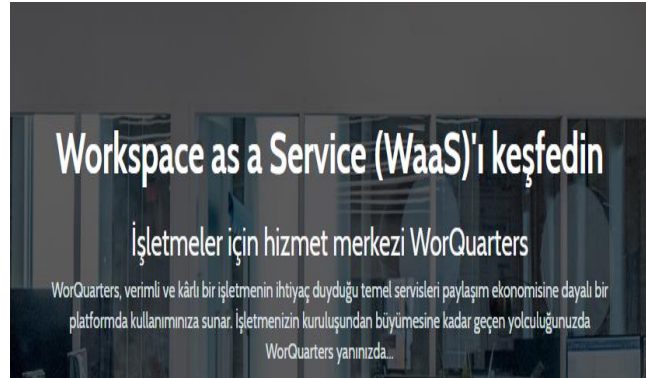 Workspace as a Service (WaaS)'ı keşfedin
İşletmeler için hizmet merkezi WorQuarters
WorQuarters, verimli ve kârlı bir işletmenin ihtiyaç duyduğu temel servisleri paylaşım ekonomisine dayalı bir
platformda kullanımınıza sunar. İşletmenizin kuruluşundan büyümesine kadar geçen yolculuğunuzda
WorQuarters yanınızda...